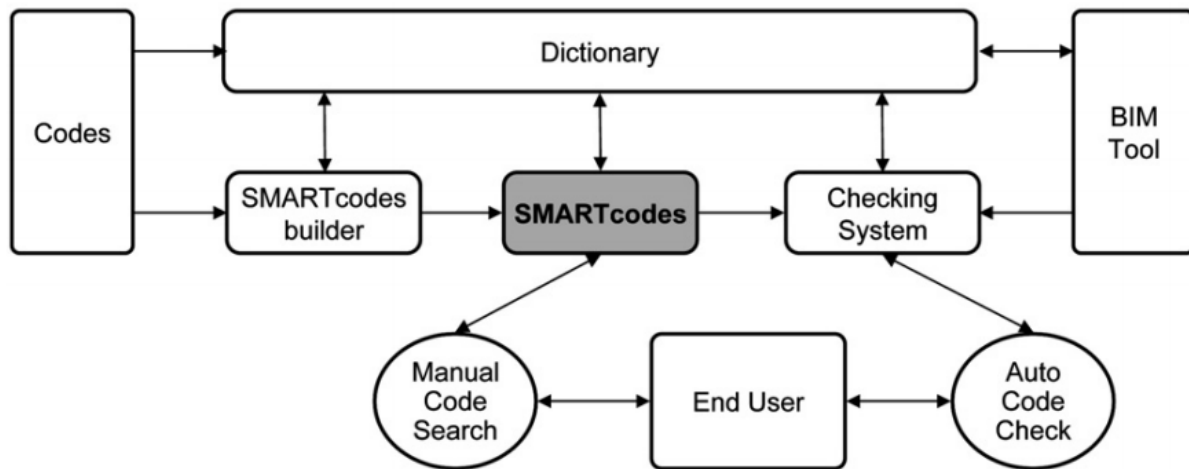 Dictionary
Codes
BIM
Tool
SMARTcodes
builder
SMARTcodes
Checking
System
Manual
Code
Search
End User
Auto
Code
Check